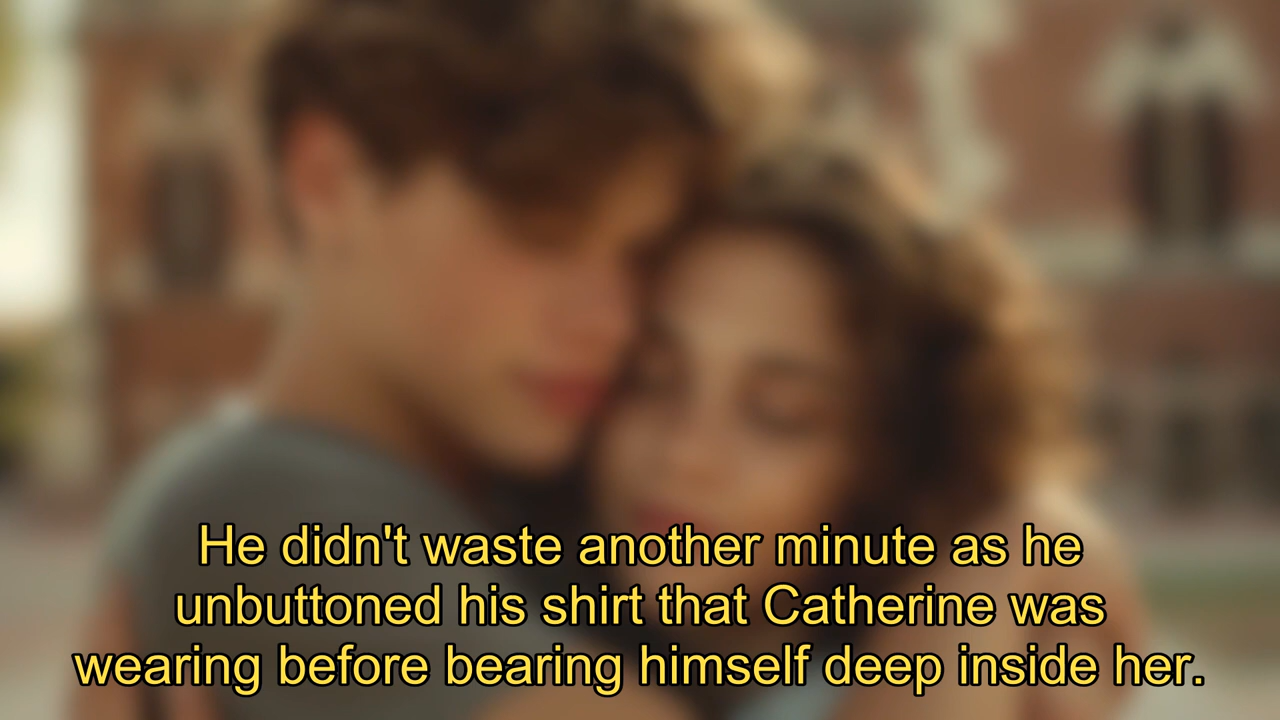 He didn't waste another minute as he
unbuttoned his shirt that Catherine was
wearing before bearing himself deep inside her.